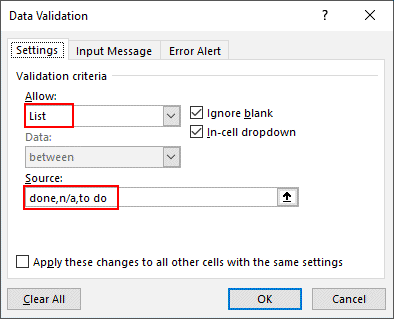 Data Validation
?
Settings
Input Message
Error Alert
Validation criteria
Allow:
List
Ignore blank
Data:
In-cell dropdown
between
Source:
done,n/a,to do
Apply these changes to all other cells with the same settings
Clear All
OK
Cancel